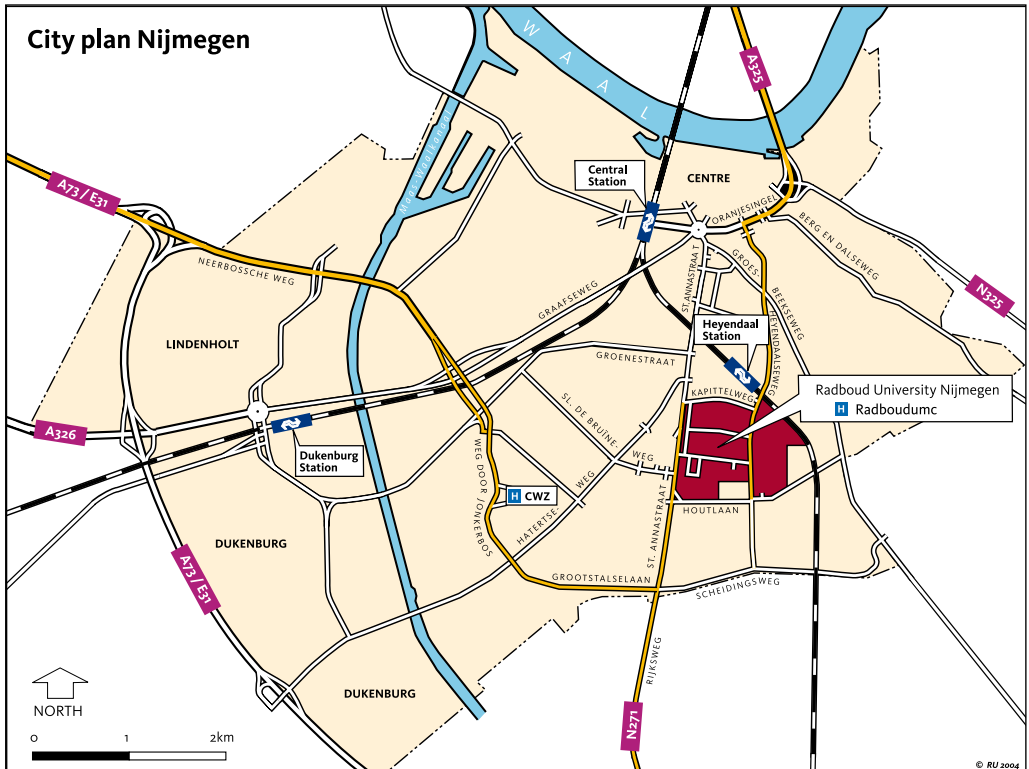 City plan Nijmegen
WAAL
A325
Maas-Waalkanaal
Central
Station
CENTRE
A73 / E31
ORANJESINGEL
BERG EN DALSEWEG
NEERBOSSCHE WEG
ST. ANNASTRAAT
GROES-
BEEKSEWEG
N325
GRAAFSEWEG
HEYENDAALSEWEG
Heyendaal
Station
LINDENHOLT
GROENESTRAAT
Radboud University Nijmegen
H Radboudumc
KAPITTELWEG
SL. DE BRUÏNE-
WEG
A326
Dukenburg
Station
WEG DOOR JONKERBOS
H CWZ
HATERTSE-
WEG
ST. ANNASTRAAT
HOUTLAAN
DUKENBURG
A73 / E31
GROOTSTALSELAAN
SCHEIDINGSWEG
RIJKSWEG
DUKENBURG
NORTH
N271
0 1 2km
© RU 2004